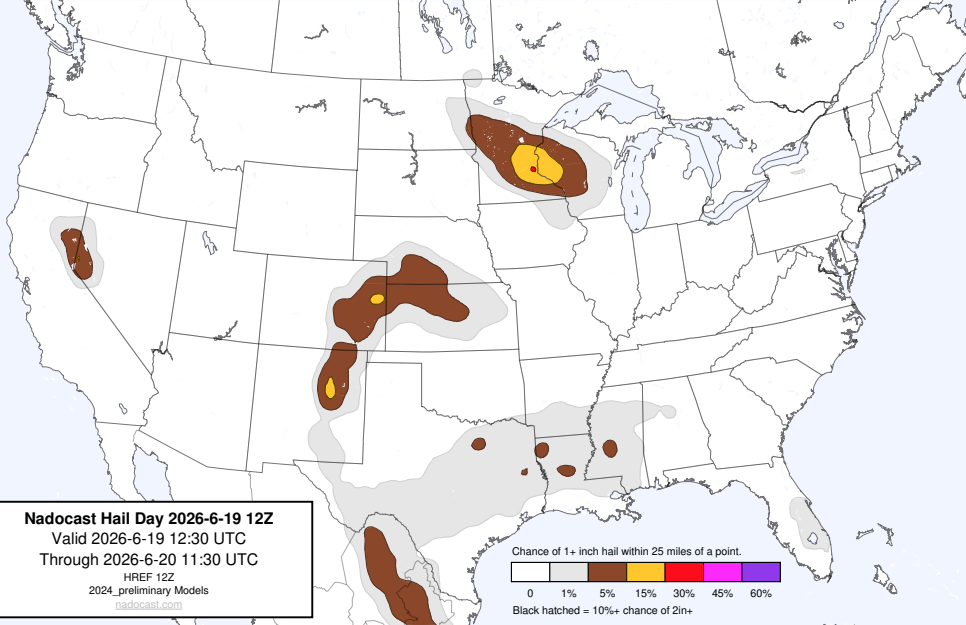 Nadocast Hail Day 2026-6-19 12Z
Valid 2026-6-19 12:30 UTC
Through 2026-6-20 11:30 UTC
HREF 12Z
2024_preliminary Models
nadocast.com
Chance of 1+ inch hail within 25 miles of a point.
0 1% 5% 15% 30% 45% 60%
Black hatched = 10%+ chance of 2in+